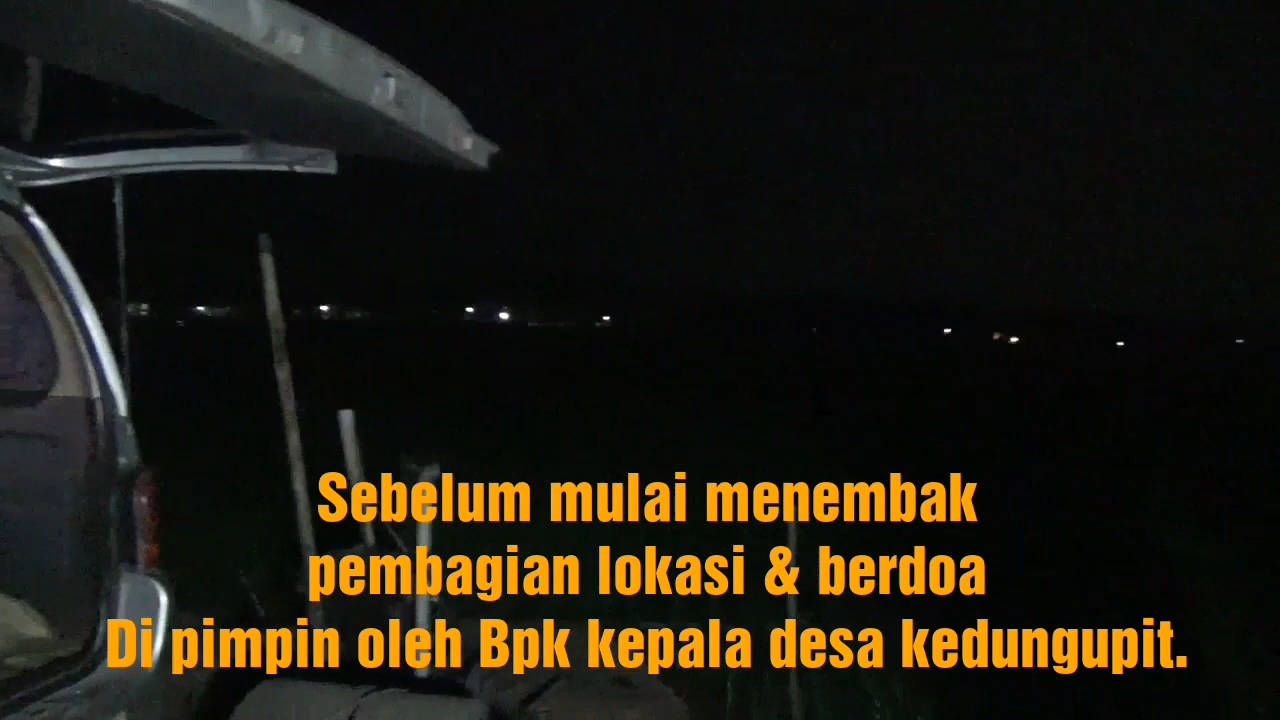 Sebelum mulai menembak
pembagian lokasi & berdoa
Di pimpin oleh Bpk kepala desa kedungupit.